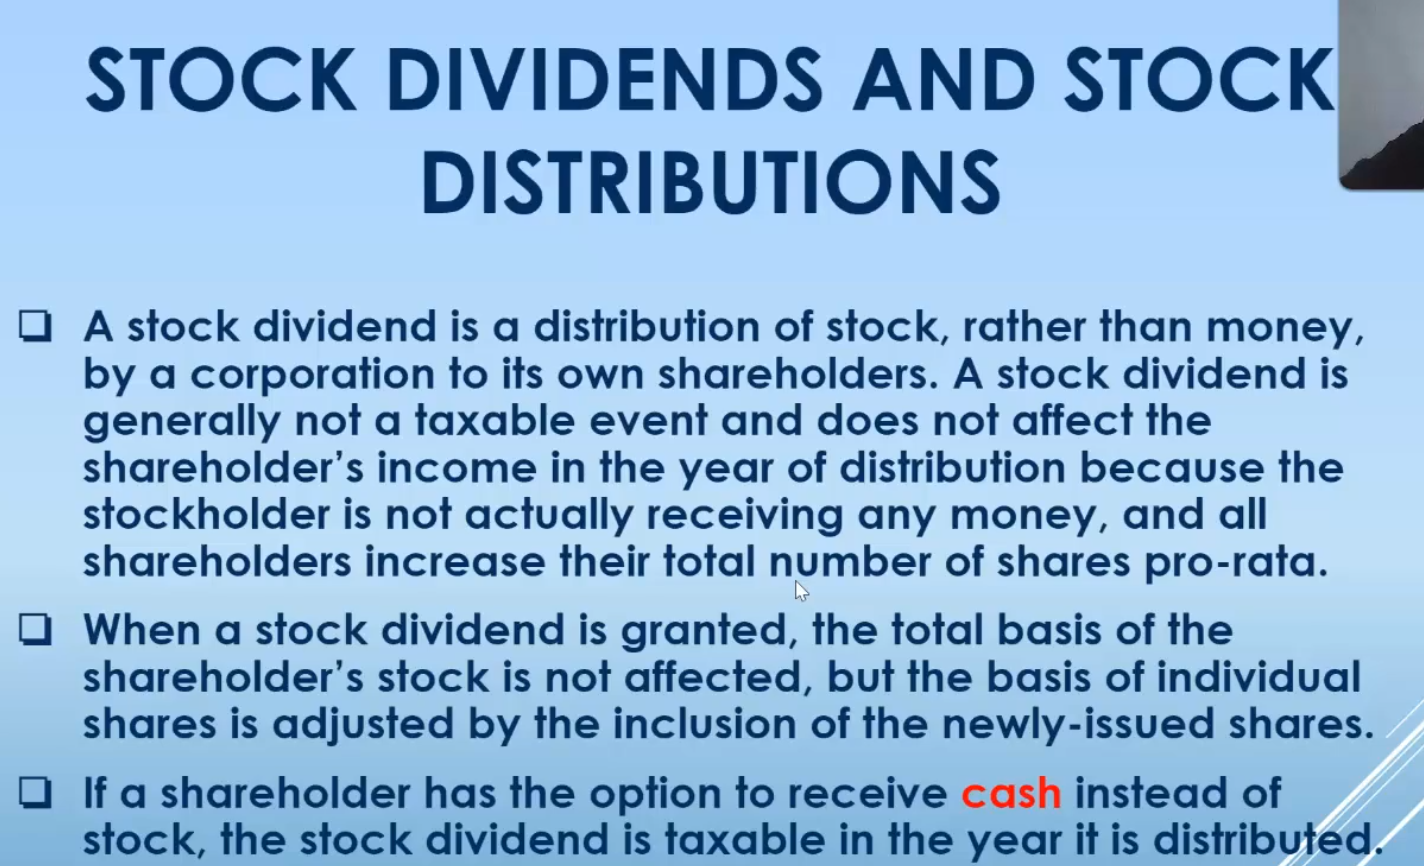 STOCK DIVIDENDS AND STOCK
DISTRIBUTIONS
A stock dividend is a distribution of stock, rather than money,
by a corporation to its own shareholders. A stock dividend is
generally not a taxable event and does not affect the
shareholder's income in the year of distribution because the
stockholder is not actually receiving any money, and all
shareholders increase their total number of shares pro-rata.
When a stock dividend is granted, the total basis of the
shareholder's stock is not affected, but the basis of individual
shares is adjusted by the inclusion of the newly-issued shares.
If a shareholder has the option to receive cash instead of
stock, the stock dividend is taxable in the year it is distributed.